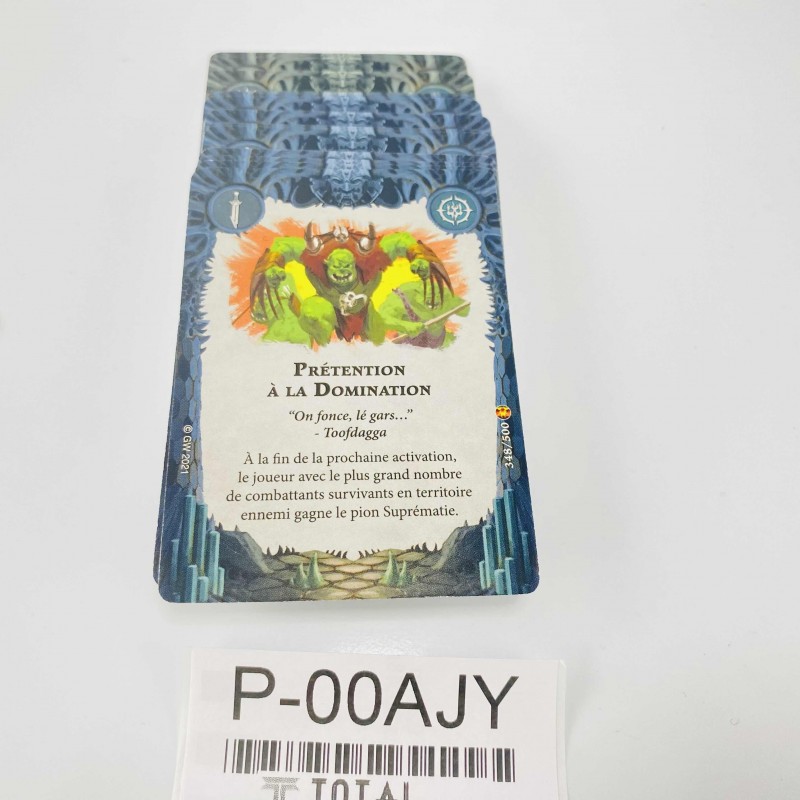 Prétention
à la Domination
“On fonce, lé gars…”
- Toofdagga
À la fin de la prochaine activation,
le joueur avec le plus grand nombre
de combattants survivants en territoire
ennemi gagne le pion Suprématie.
© GW 2021
348/500
P-00AJY
TOTAL